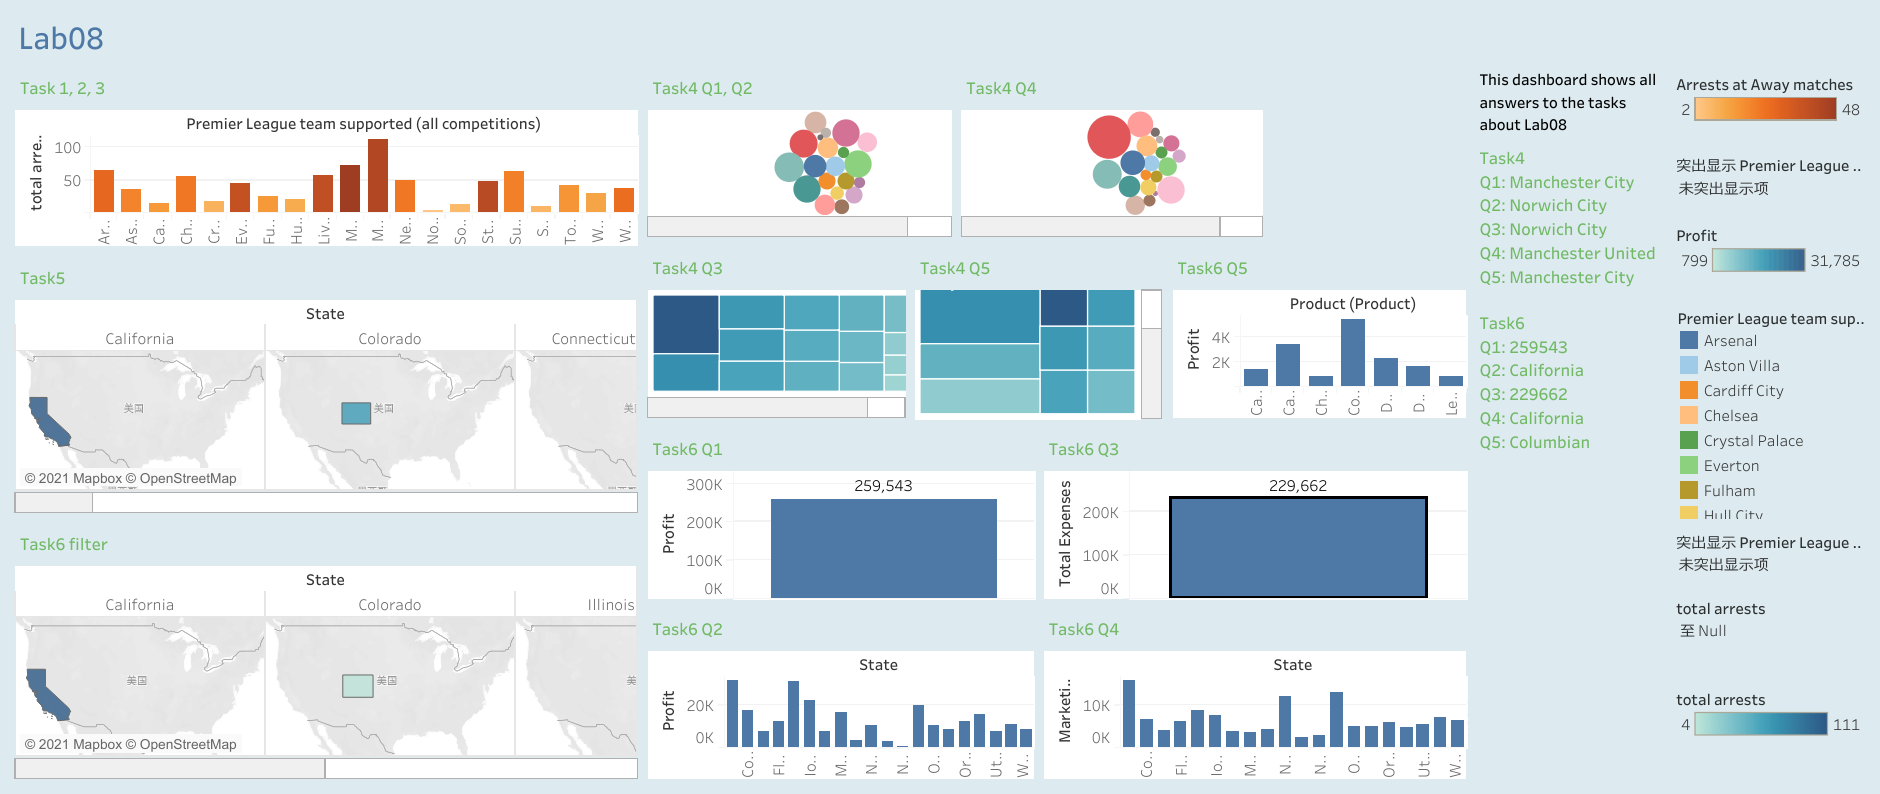 Lab08
Task 1, 2, 3
Premier League team supported (all competitions)
total arre..
100
50
Ar..
As..
Ca..
Ch..
Cr..
Ev..
Fu..
Hu..
Liv..
M..
M..
Ne..
No..
So..
St..
Su..
S..
To..
W..
W..
Task4 Q1, Q2
Task4 Q4
Task5
State
California
Colorado
Connecticut
美国
美国
© 2021 Mapbox © OpenStreetMap
Task6 filter
State
California
Colorado
Illinois
美国
美国
© 2021 Mapbox © OpenStreetMap
Task4 Q3
Task4 Q5
Task6 Q5
Product (Product)
Profit
4K
2K
Ca..
Ca..
Ch..
Co..
D..
D..
Le..
Task6 Q1
259,543
Profit
300K
200K
100K
0K
Task6 Q3
229,662
Total Expenses
200K
100K
0K
Task6 Q2
State
Profit
20K
0K
Co..
Fl..
Io..
M..
N..
N..
O..
Or..
Ut..
W..
Task6 Q4
State
Marketi..
10K
0K
Co..
Fl..
Io..
M..
N..
N..
O..
Or..
Ut..
W..
This dashboard shows all
answers to the tasks
about Lab08
Task4
Q1: Manchester City
Q2: Norwich City
Q3: Norwich City
Q4: Manchester United
Q5: Manchester City
Task6
Q1: 259543
Q2: California
Q3: 229662
Q4: California
Q5: Columbian
Arrests at Away matches
2 48
突出显示 Premier League ..
未突出显示项
Profit
799 31,785
Premier League team sup..
Arsenal
Aston Villa
Cardiff City
Chelsea
Crystal Palace
Everton
Fulham
Hull City
突出显示 Premier League ..
未突出显示项
total arrests
至 Null
total arrests
4 111